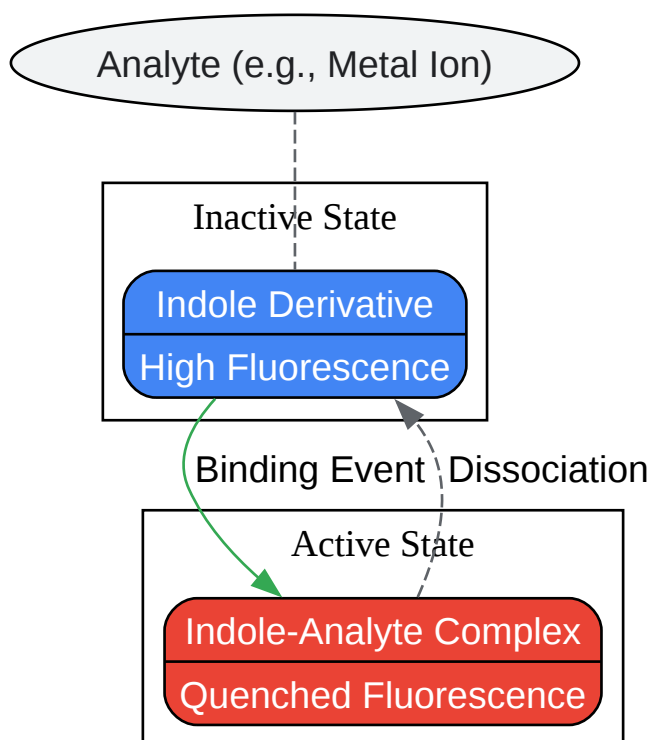 Analyte (e.g., Metal Ion)
Inactive State
Indole Derivative
High Fluorescence
Binding Event
Dissociation
Active State
Indole-Analyte Complex
Quenched Fluorescence